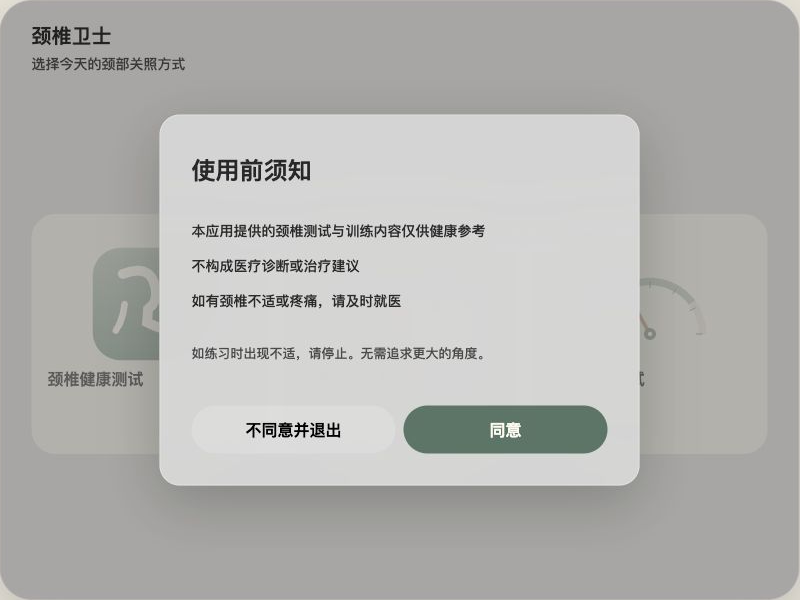 颈椎卫士
选择今天的颈部关照方式
使用前须知
本应用提供的颈椎测试与训练内容仅供健康参考
不构成医疗诊断或治疗建议
如有颈椎不适或疼痛，请及时就医
如练习时出现不适，请停止。无需追求更大的角度。
颈椎健康测试
不同意并退出
同意